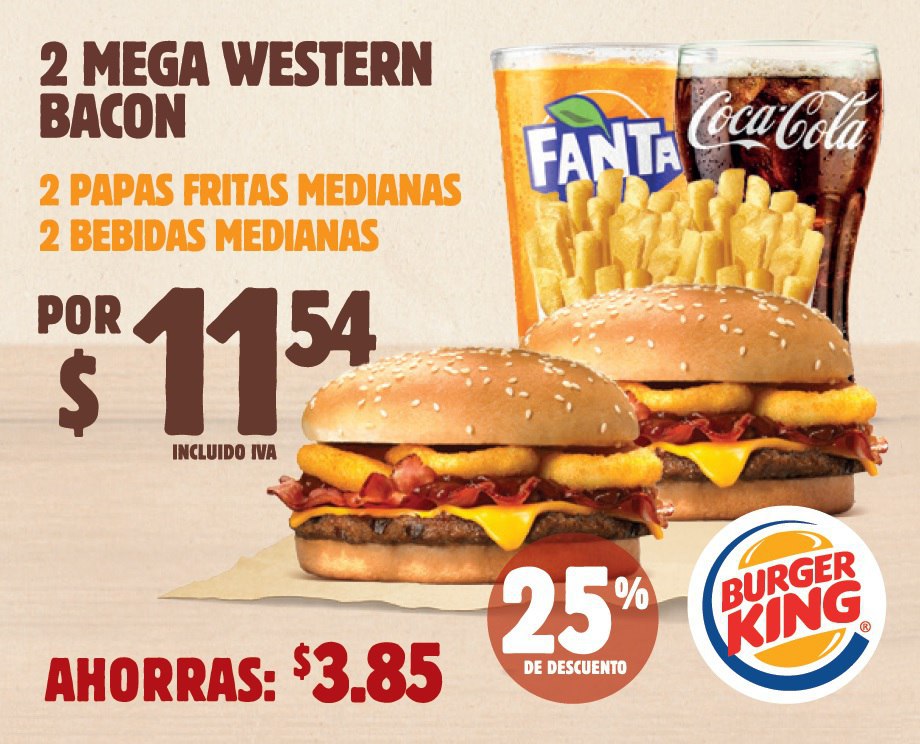 2 MEGA WESTERN
BACON
2 PAPAS FRITAS MEDIANAS
2 BEBIDAS MEDIANAS
POR
$ 11 54
INCLUIDO IVA
FANTA
Coca-Cola
25%
DE DESCUENTO
BURGER
KING®
AHORRAS: $3.85